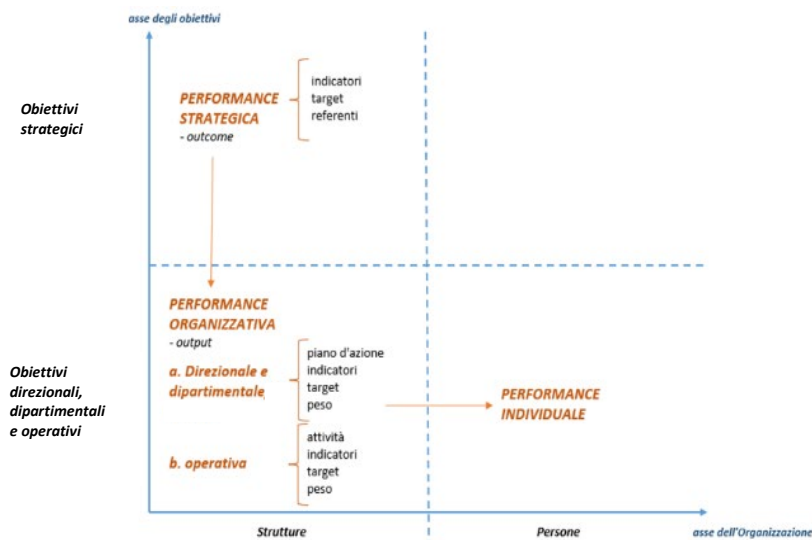 asse degli obiettivi
Obiettivi
strategici
PERFORMANCE
STRATEGICA
- outcome
indicatori
target
referenti
Obiettivi
direzionali,
dipartimentali
e operativi
PERFORMANCE
ORGANIZZATIVA
- output
a. Direzionale e
dipartimentale
piano d'azione
indicatori
target
peso
b. operativa
attività
indicatori
target
peso
PERFORMANCE
INDIVIDUALE
Strutture
Persone
asse dell'Organizzazione